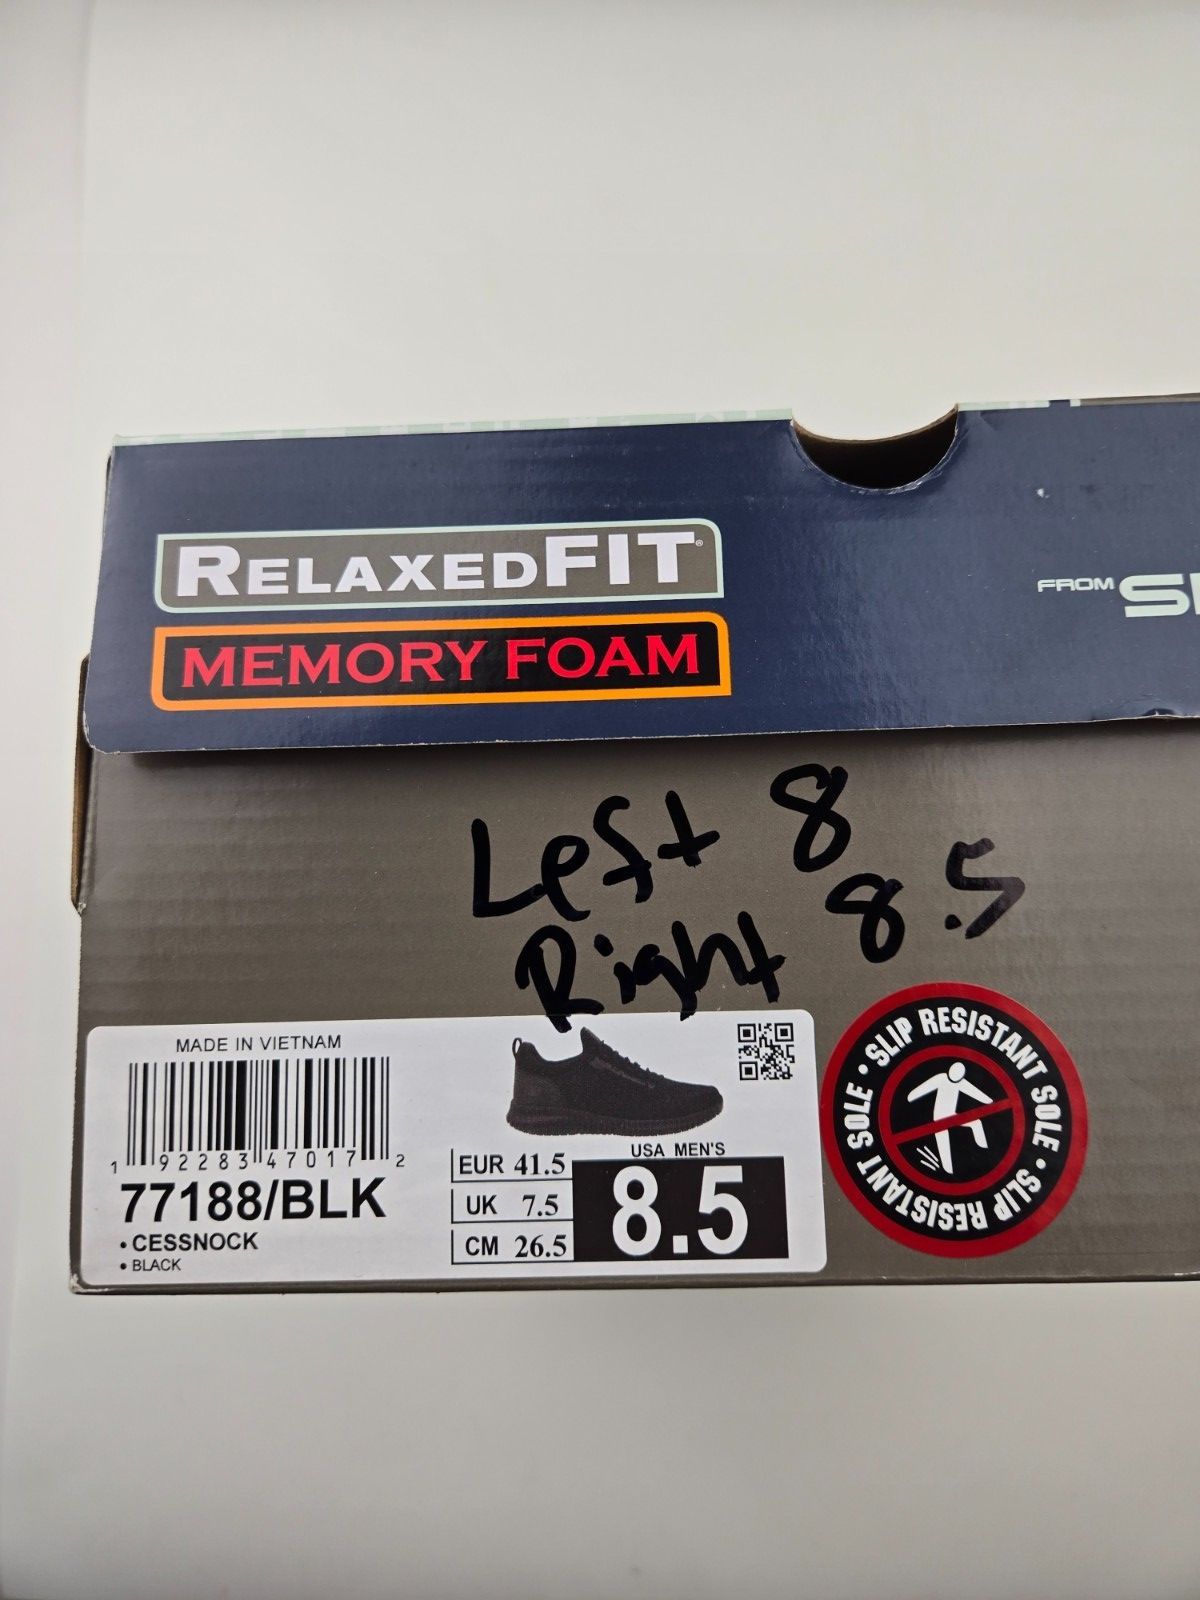 RELAXEDFIT®
MEMORY FOAM
FROM
Left 8
Right 8.5
MADE IN VIETNAM
1 92283 47017 2
77188/BLK
• CESSNOCK
• BLACK
EUR 41.5
UK 7.5
CM 26.5
USA MEN'S
8.5
SLIP RESISTANT SOLE • SLIP RESISTANT SOLE •